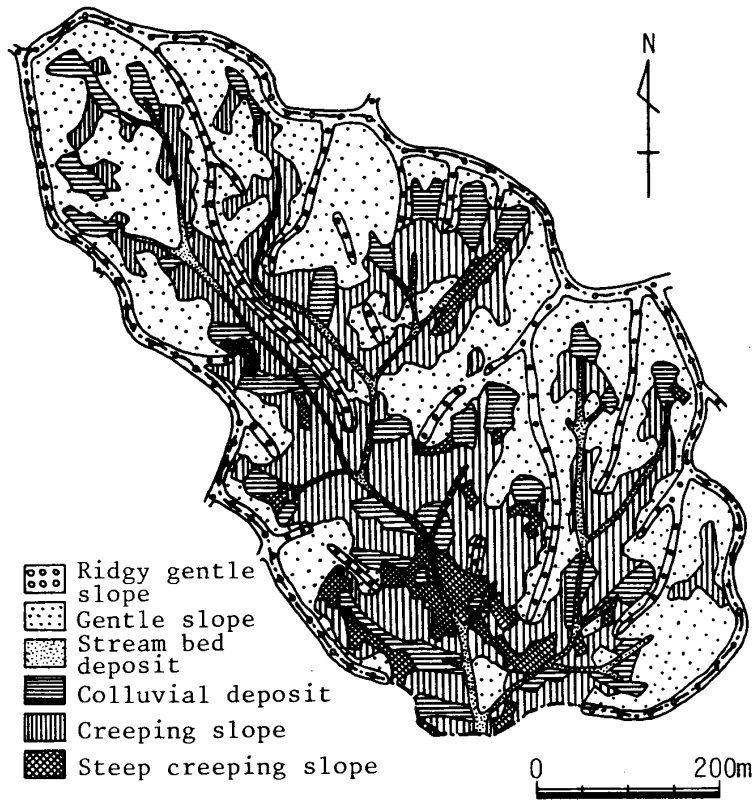 N
Ridgy gentle
slope
Gentle slope
Stream bed
deposit
Colluvial deposit
Creeping slope
Steep creeping slope
0 200m